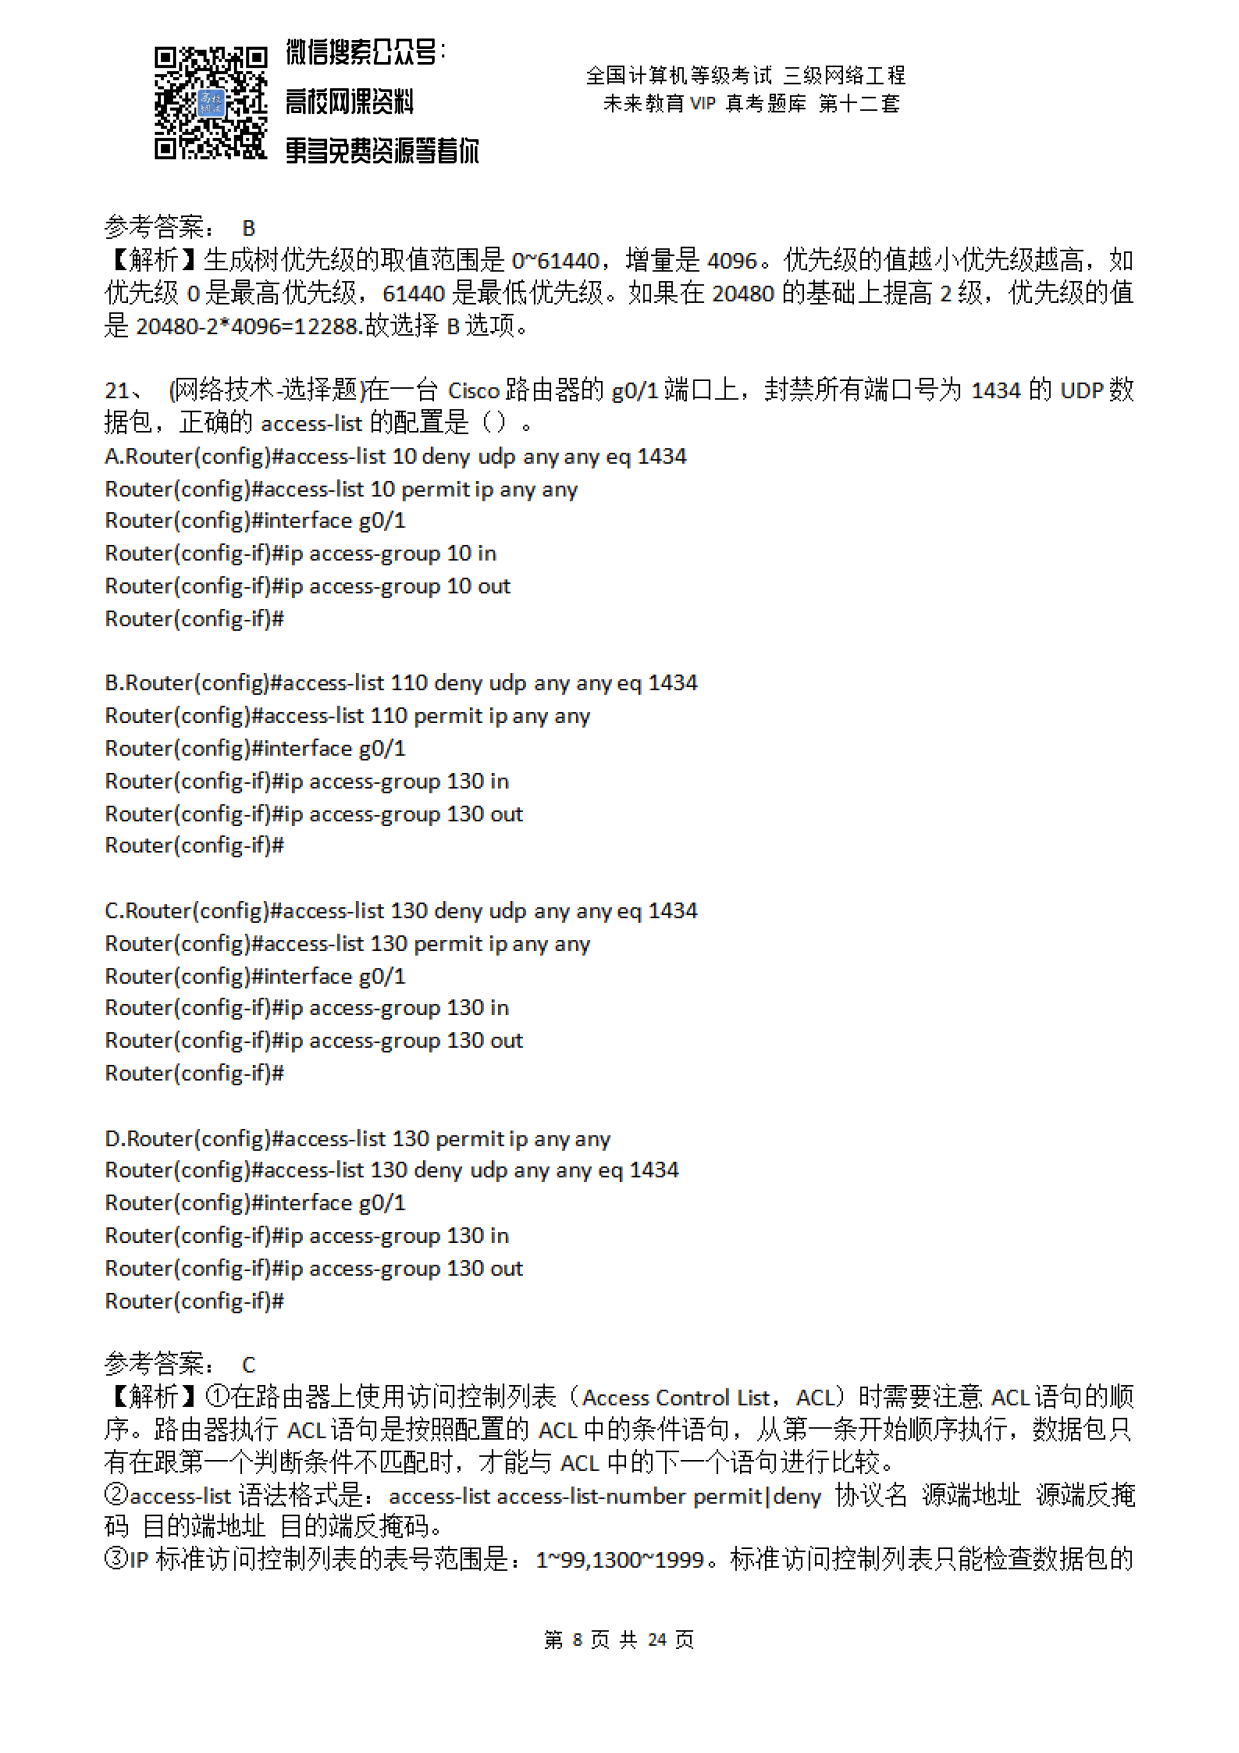 微信搜索公众号：
高校网课资料
更多免费资源等着你
全国计算机等级考试 三级网络工程
未来教育 VIP 真考题库 第十二套
参考答案： B
【解析】生成树优先级的取值范围是 0~61440，增量是 4096。优先级的值越小优先级越高，如
优先级 0 是最高优先级，61440 是最低优先级。如果在 20480 的基础上提高 2 级，优先级的值
是 20480-2*4096=12288.故选择 B 选项。
21、 (网络技术-选择题)在一台 Cisco 路由器的 g0/1 端口上，封禁所有端口号为 1434 的 UDP 数
据包，正确的 access-list 的配置是（）。
A.Router(config)#access-list 10 deny udp any any eq 1434
Router(config)#access-list 10 permit ip any any
Router(config)#interface g0/1
Router(config-if)#ip access-group 10 in
Router(config-if)#ip access-group 10 out
Router(config-if)#
B.Router(config)#access-list 110 deny udp any any eq 1434
Router(config)#access-list 110 permit ip any any
Router(config)#interface g0/1
Router(config-if)#ip access-group 130 in
Router(config-if)#ip access-group 130 out
Router(config-if)#
C.Router(config)#access-list 130 deny udp any any eq 1434
Router(config)#access-list 130 permit ip any any
Router(config)#interface g0/1
Router(config-if)#ip access-group 130 in
Router(config-if)#ip access-group 130 out
Router(config-if)#
D.Router(config)#access-list 130 permit ip any any
Router(config)#access-list 130 deny udp any any eq 1434
Router(config)#interface g0/1
Router(config-if)#ip access-group 130 in
Router(config-if)#ip access-group 130 out
Router(config-if)#
参考答案： C
【解析】①在路由器上使用访问控制列表（Access Control List，ACL）时需要注意 ACL 语句的顺
序。路由器执行 ACL 语句是按照配置的 ACL 中的条件语句，从第一条开始顺序执行，数据包只
有在跟第一个判断条件不匹配时，才能与 ACL 中的下一个语句进行比较。
②access-list 语法格式是：access-list access-list-number permit|deny 协议名 源端地址 源端反掩
码 目的端地址 目的端反掩码。
③IP 标准访问控制列表的表号范围是：1~99,1300~1999。标准访问控制列表只能检查数据包的
第 8 页 共 24 页